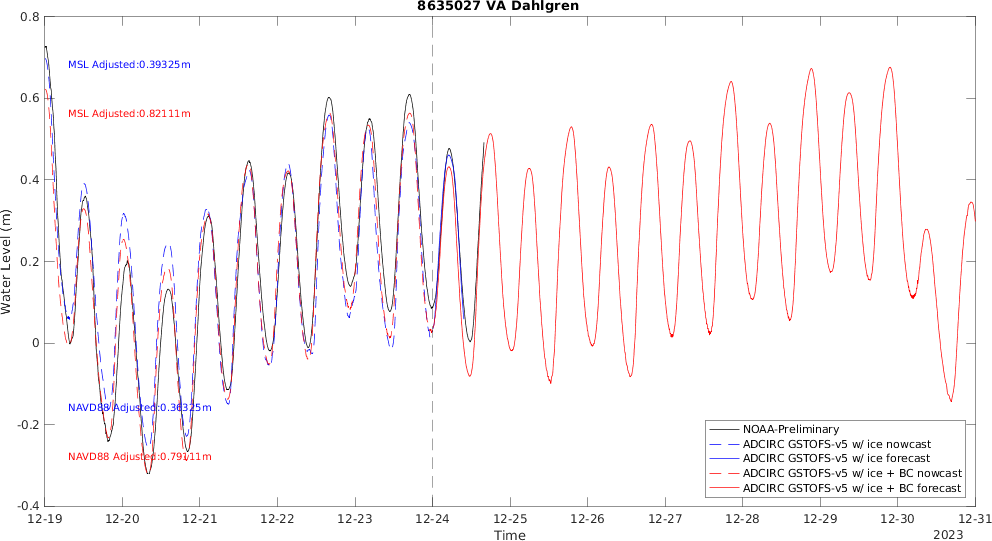 8635027 VA Dahlgren
0.8
0.6
0.4
0.2
0
-0.2
-0.4
Water Level (m)
MSL Adjusted:0.39325m
MSL Adjusted:0.82111m
NAVD88 Adjusted:0.36325m
NAVD88 Adjusted:0.79111m
NOAA-Preliminary
ADCIRC GSTOFS-v5 w/ ice nowcast
ADCIRC GSTOFS-v5 w/ ice forecast
ADCIRC GSTOFS-v5 w/ ice + BC nowcast
ADCIRC GSTOFS-v5 w/ ice + BC forecast
12-19 12-20 12-21 12-22 12-23 12-24 12-25 12-26 12-27 12-28 12-29 12-30 12-31
Time
2023